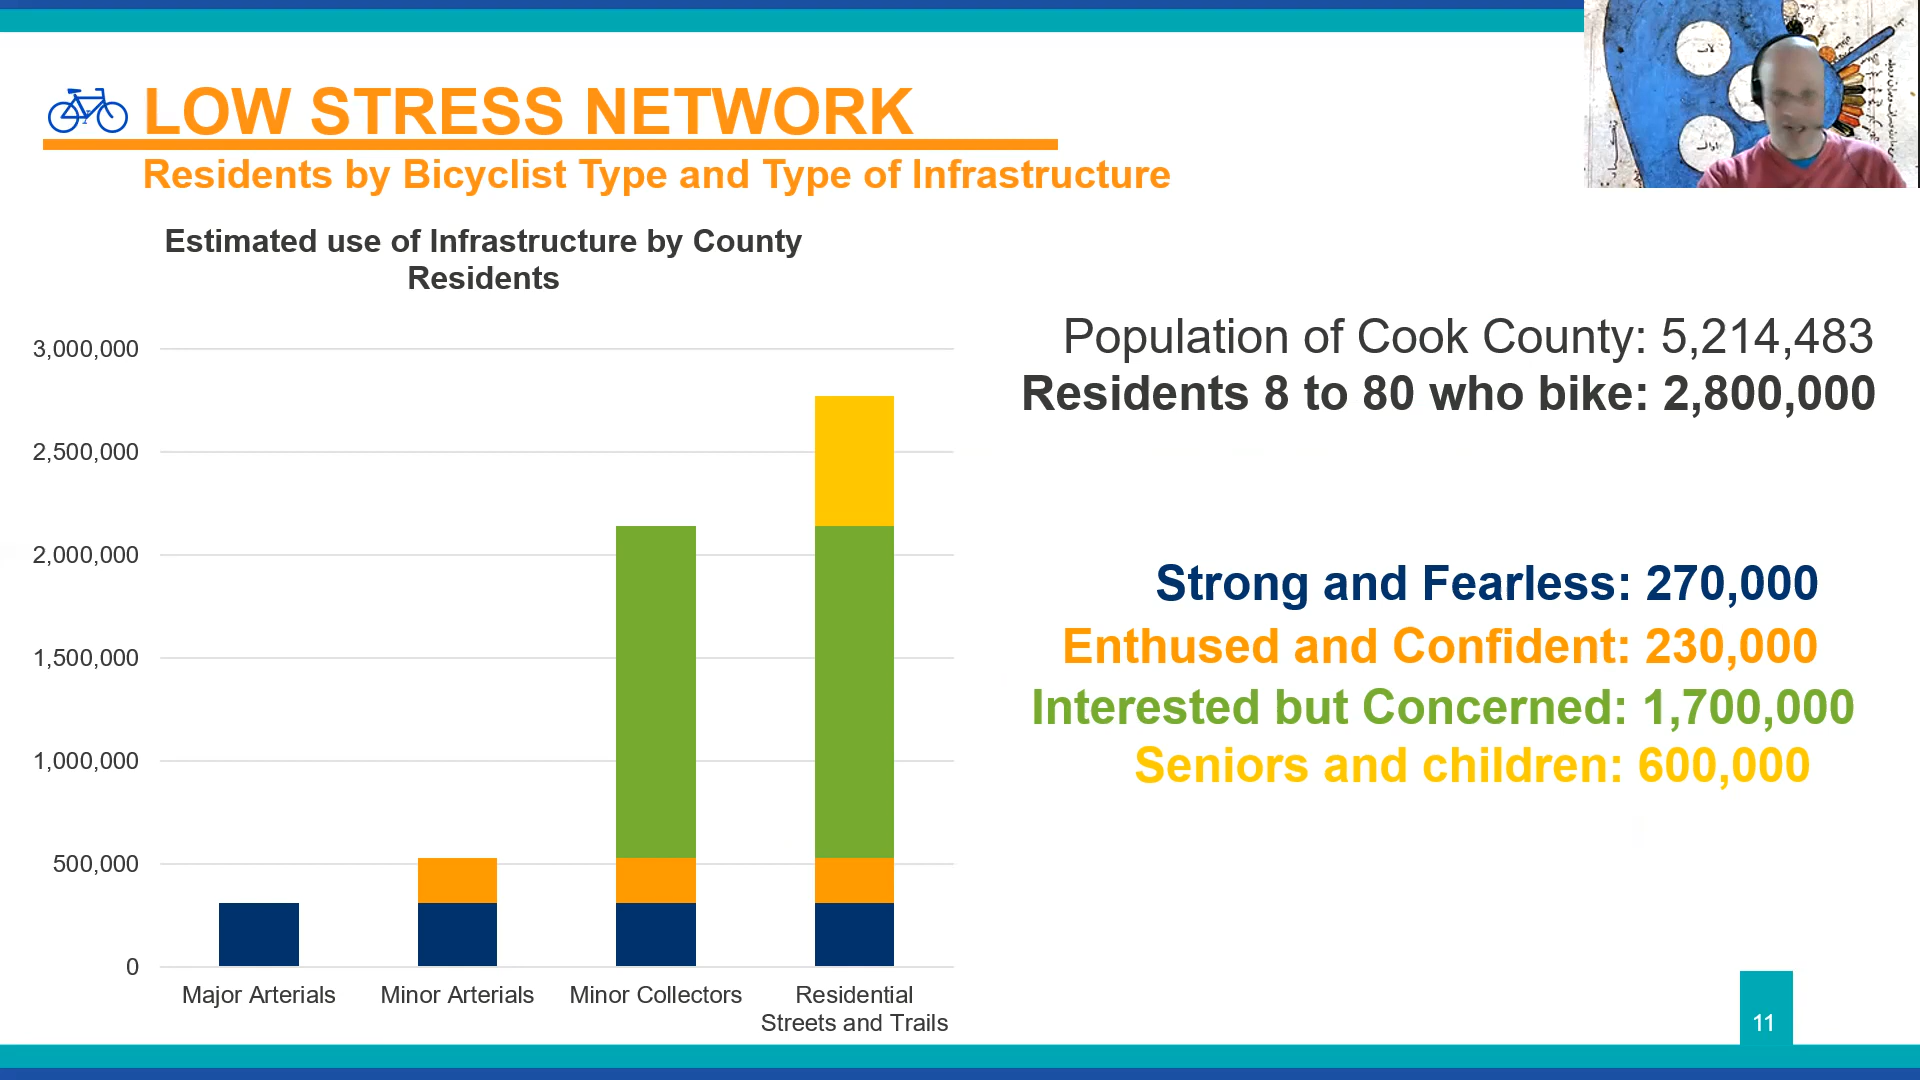 LOW STRESS NETWORK
Residents by Bicyclist Type and Type of Infrastructure
Estimated use of Infrastructure by County
Residents
3,000,000
2,500,000
2,000,000
1,500,000
1,000,000
500,000
0
Major Arterials
Minor Arterials
Minor Collectors
Residential
Streets and Trails
Population of Cook County: 5,214,483
Residents 8 to 80 who bike: 2,800,000
Strong and Fearless: 270,000
Enthused and Confident: 230,000
Interested but Concerned: 1,700,000
Seniors and children: 600,000
11